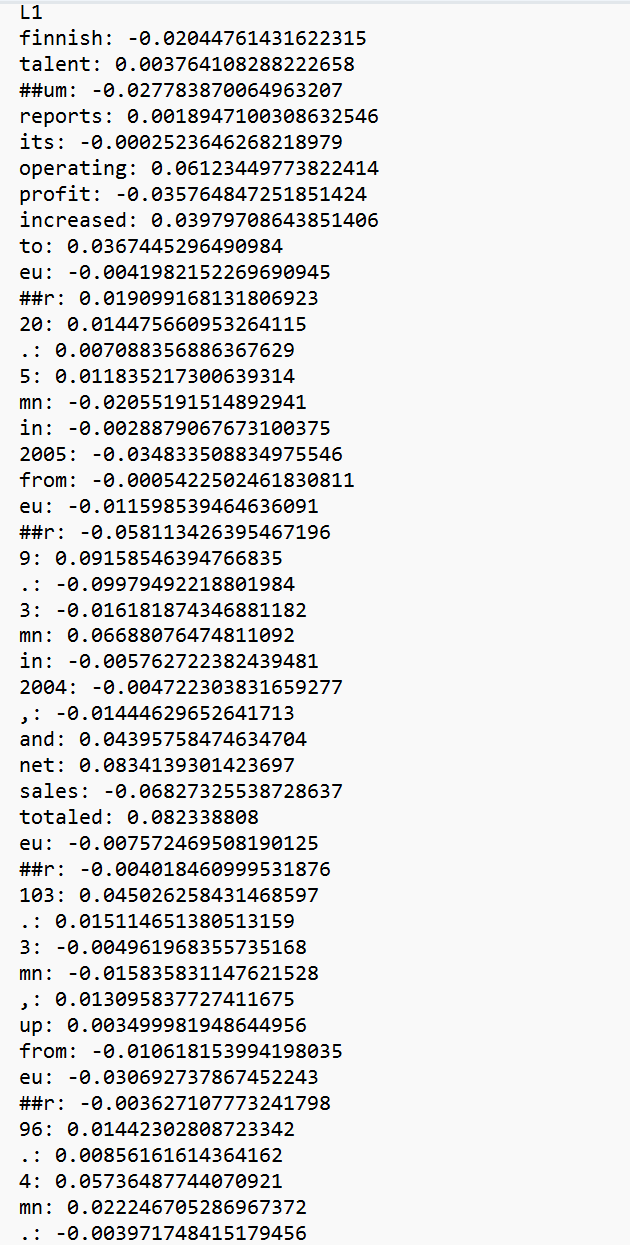 L1
finnish: -0.02044761431622315
talent: 0.003764108288222658
##um: -0.027783870064963207
reports: 0.0018947100308632546
its: -0.0002523646268218979
operating: 0.06123449773822414
profit: -0.035764847251851424
increased: 0.03979708643851406
to: 0.0367445296490984
eu: -0.0041982152269690945
##r: 0.019099168131806923
20: 0.014475660953264115
.: 0.007088356886367629
5: 0.011835217300639314
mn: -0.02055191514892941
in: -0.0028879067673100375
2005: -0.034833508834975546
from: -0.0005422502461830811
eu: -0.011598539464636091
##r: -0.058113426395467196
9: 0.09158546394766835
.: -0.09979492218801984
3: -0.016181874346881182
mn: 0.06688076474811092
in: -0.005762722382439481
2004: -0.004722303831659277
,: -0.01444629652641713
and: 0.04395758474634704
net: 0.0834139301423697
sales: -0.06827325538728637
totaled: 0.082338808
eu: -0.007572469508190125
##r: -0.004018460999531876
103: 0.045026258431468597
.: 0.015114651380513159
3: -0.004961968355735168
mn: -0.015835831147621528
,: 0.013095837727411675
up: 0.003499981948644956
from: -0.010618153994198035
eu: -0.030692737867452243
##r: -0.003627107773241798
96: 0.01442302808723342
.: 0.00856161614364162
4: 0.05736487744070921
mn: 0.022246705286967372
.: -0.003971748415179456